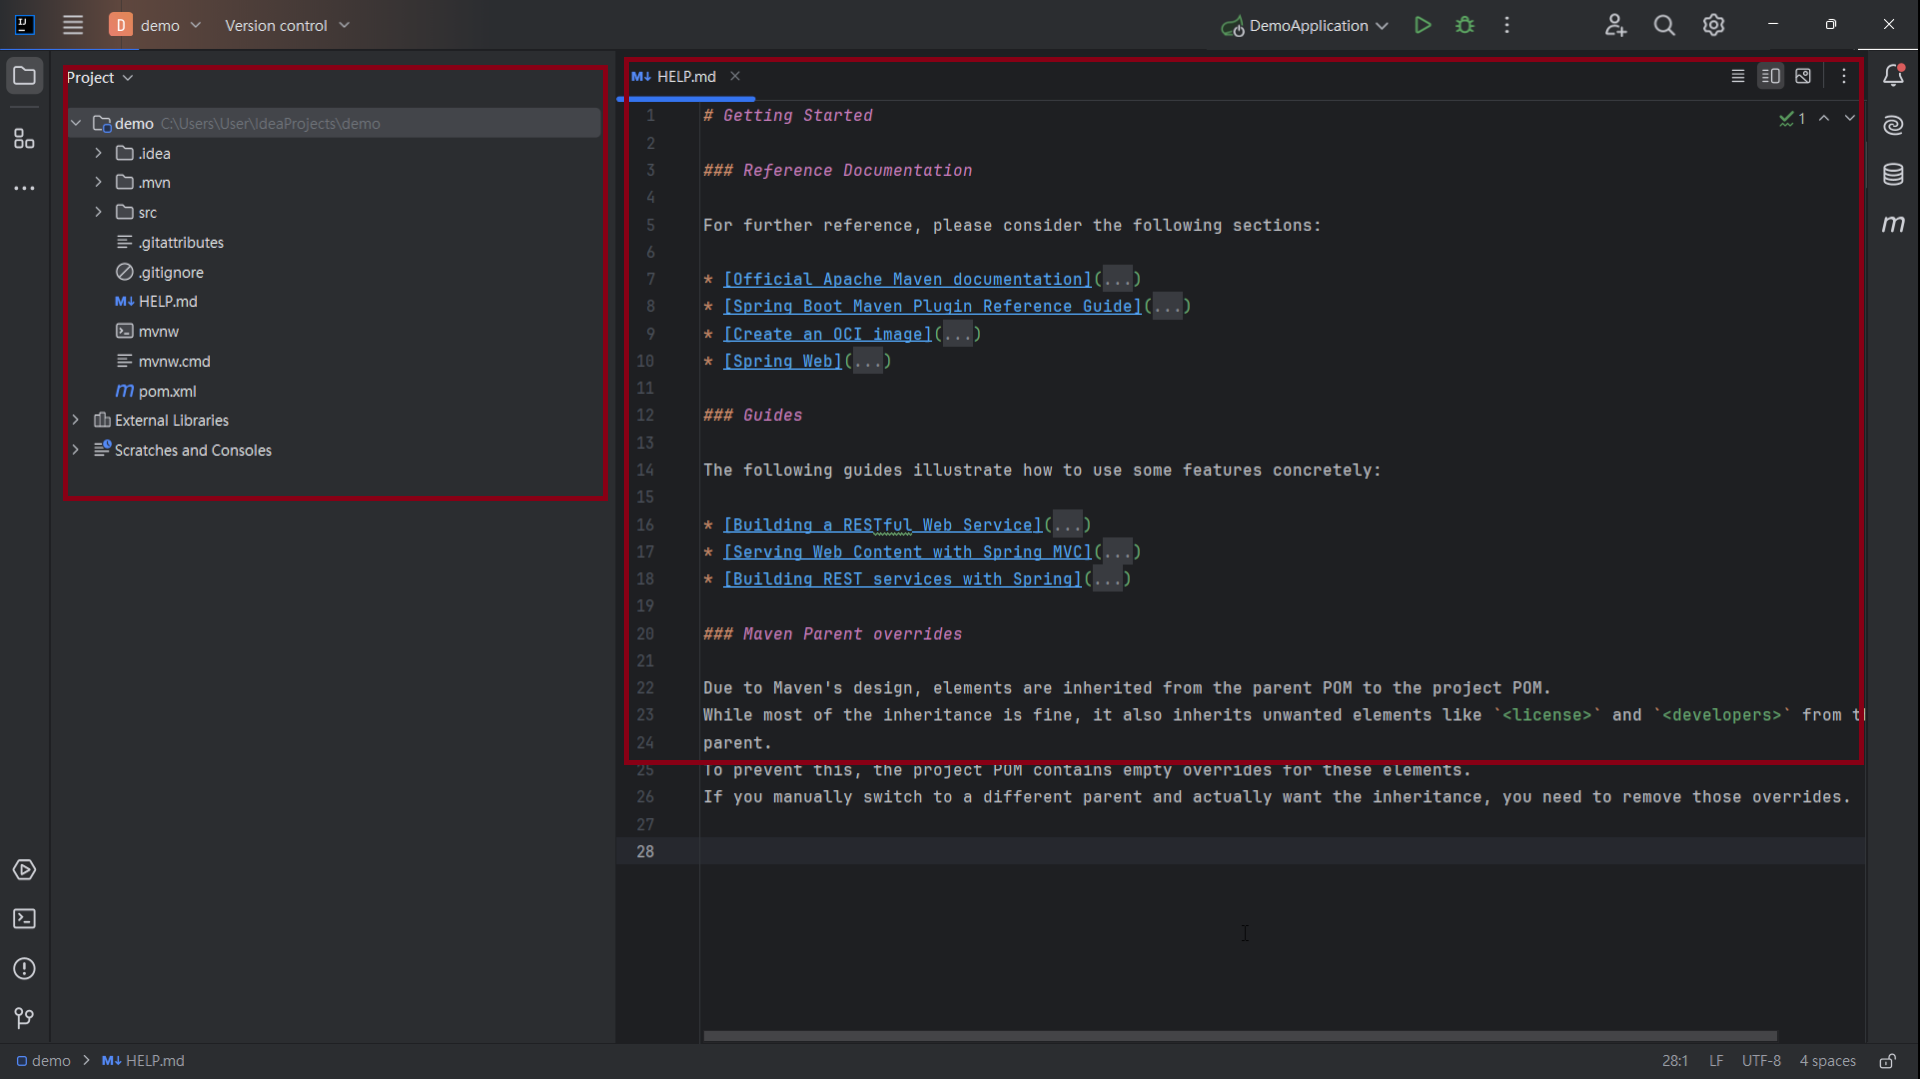 D demo Version control DemoApplication
Project
demo C:\Users\User\IdeaProjects\demo
.idea
.mvn
src
.gitattributes
.gitignore
M↓ HELP.md
mvnw
mvnw.cmd
m pom.xml
External Libraries
Scratches and Consoles
M↓ HELP.md
1 # Getting Started
2
3 ### Reference Documentation
4
5 For further reference, please consider the following sections:
6
7 * [Official Apache Maven documentation](...)
8 * [Spring Boot Maven Plugin Reference Guide](...)
9 * [Create an OCI image](...)
10 * [Spring Web](...)
11
12 ### Guides
13
14 The following guides illustrate how to use some features concretely:
15
16 * [Building a RESTful Web Service](...)
17 * [Serving Web Content with Spring MVC](...)
18 * [Building REST services with Spring](...)
19
20 ### Maven Parent overrides
21
22 Due to Maven's design, elements are inherited from the parent POM to the project POM.
23 While most of the inheritance is fine, it also inherits unwanted elements like `<license>` and `<developers>` from
24 parent.
25 To prevent this, the project POM contains empty overrides for these elements.
26 If you manually switch to a different parent and actually want the inheritance, you need to remove those overrides.
27
28
1
m
demo > M↓ HELP.md
28:1 LF UTF-8 4 spaces